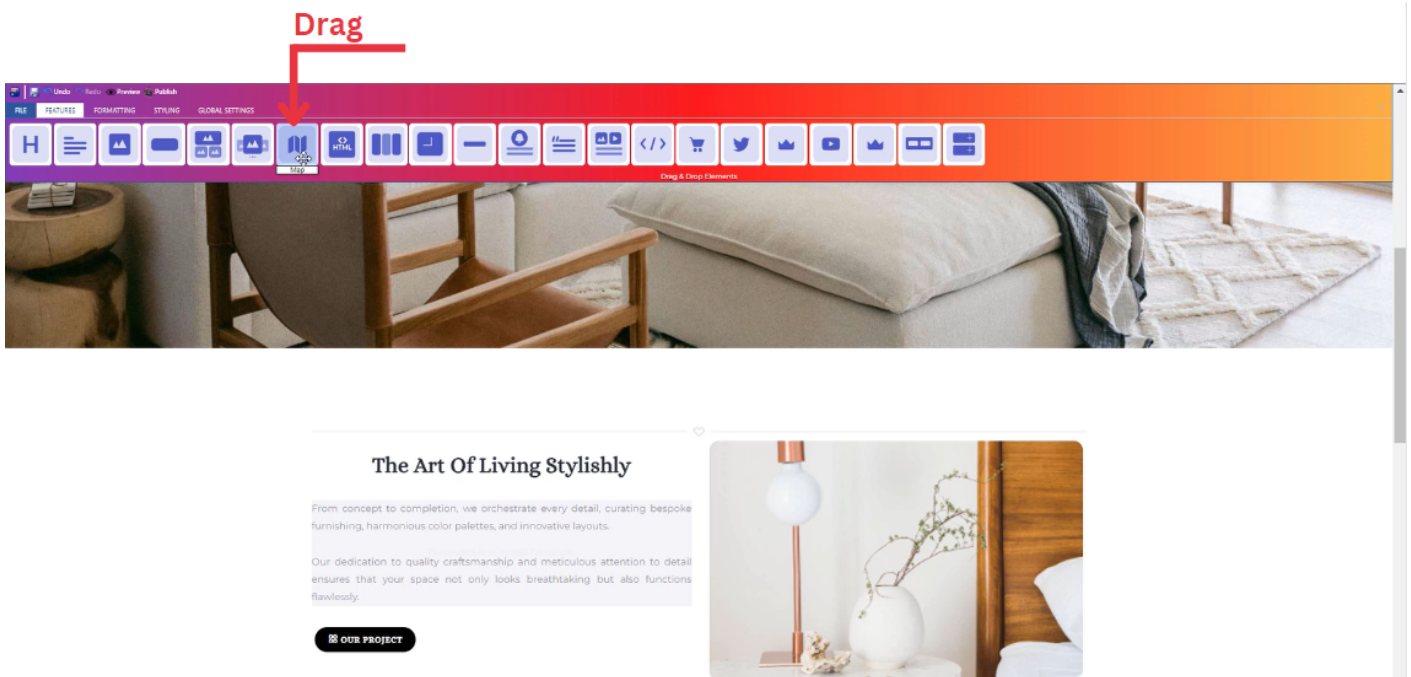 Drag
Undo Redo Preview Publish
FILE FEATURES FORMATTING STYLING GLOBAL SETTINGS
H
<> HTML
</>
Map
Drag & Drop Elements
The Art Of Living Stylishly
From concept to completion, we orchestrate every detail, curating bespoke
furnishing, harmonious color palettes, and innovative layouts.
Our dedication to quality craftsmanship and meticulous attention to detail
ensures that your space not only looks breathtaking but also functions
flawlessly.
OUR PROJECT